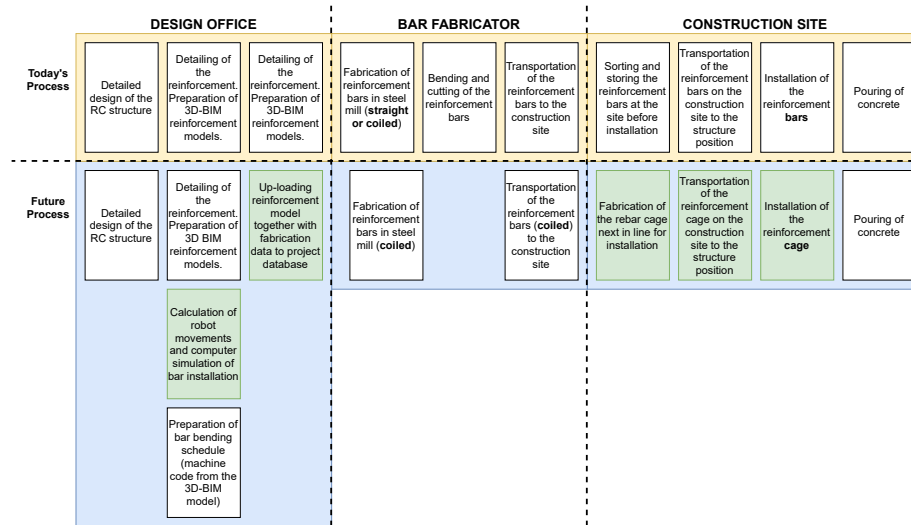 DESIGN OFFICE
BAR FABRICATOR
CONSTRUCTION SITE
Today's
Process
Detailed
design of the
RC structure
Detailing of
the
reinforcement.
Preparation of
3D-BIM
reinforcement
models.
Detailing of
the
reinforcement.
Preparation of
3D-BIM
reinforcement
models.
Fabrication of
reinforcement
bars in steel
mill (straight
or coiled)
Bending and
cutting of the
reinforcement
bars
Transportation
of the
reinforcement
bars to the
construction
site
Sorting and
storing the
reinforcement
bars at the
site before
installation
Transportation
of the
reinforcement
bars on the
construction
site to the
structure
position
Installation of
the
reinforcement
bars
Pouring of
concrete
Future
Process
Detailed
design of the
RC structure
Detailing of
the
reinforcement.
Preparation of
3D BIM
reinforcement
models.
Up-loading
reinforcement
model
together with
fabrication
data to project
database
Fabrication of
reinforcement
bars in steel
mill (coiled)
Transportation
of the
reinforcement
bars (coiled)
to the
construction
site
Fabrication of
the rebar cage
next in line for
installation
Transportation
of the
reinforcement
cage on the
construction
site to the
structure
position
Installation of
the
reinforcement
cage
Pouring of
concrete
Calculation of
robot
movements
and computer
simulation of
bar installation
Preparation of
bar bending
schedule
(machine
code from the
3D-BIM
model)